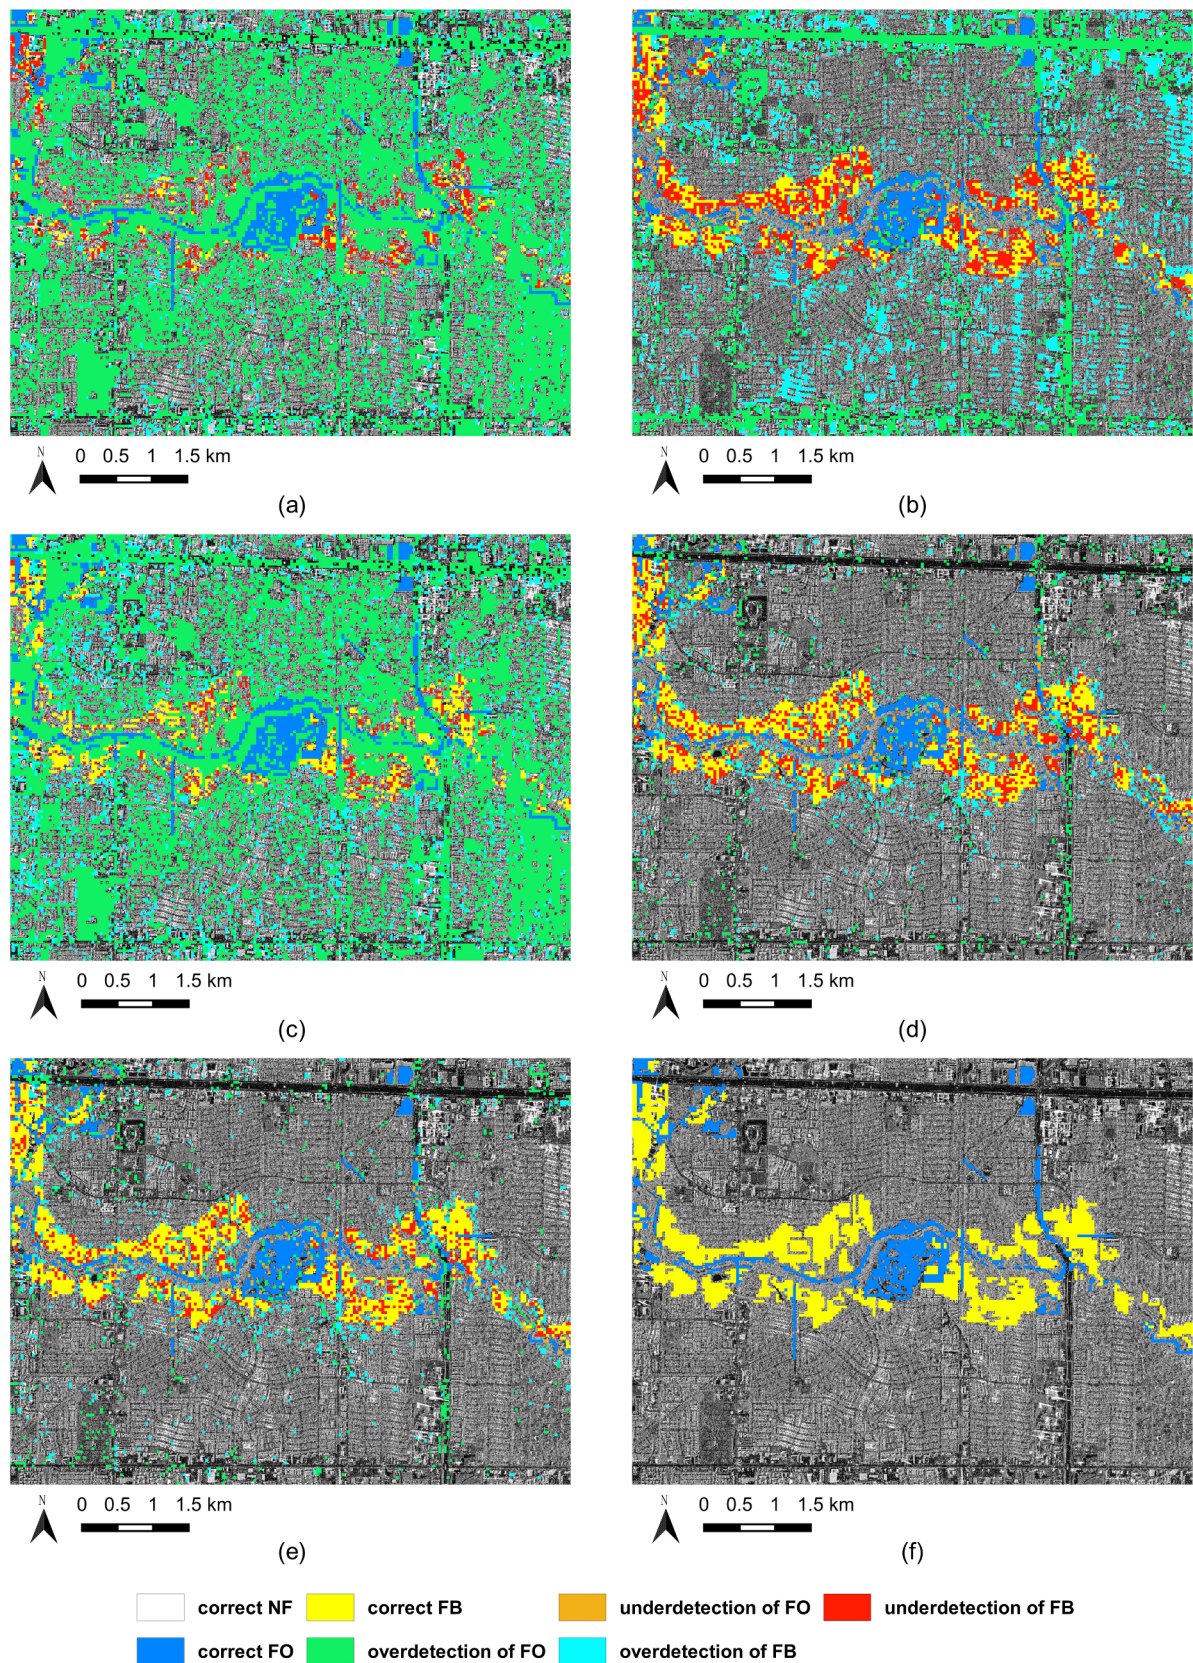 N
0 0.5 1 1.5 km
(a)
N
0 0.5 1 1.5 km
(b)
N
0 0.5 1 1.5 km
(c)
N
0 0.5 1 1.5 km
(d)
N
0 0.5 1 1.5 km
(e)
N
0 0.5 1 1.5 km
(f)
correct NF correct FB underdetection of FO underdetection of FB
correct FO overdetection of FO overdetection of FB